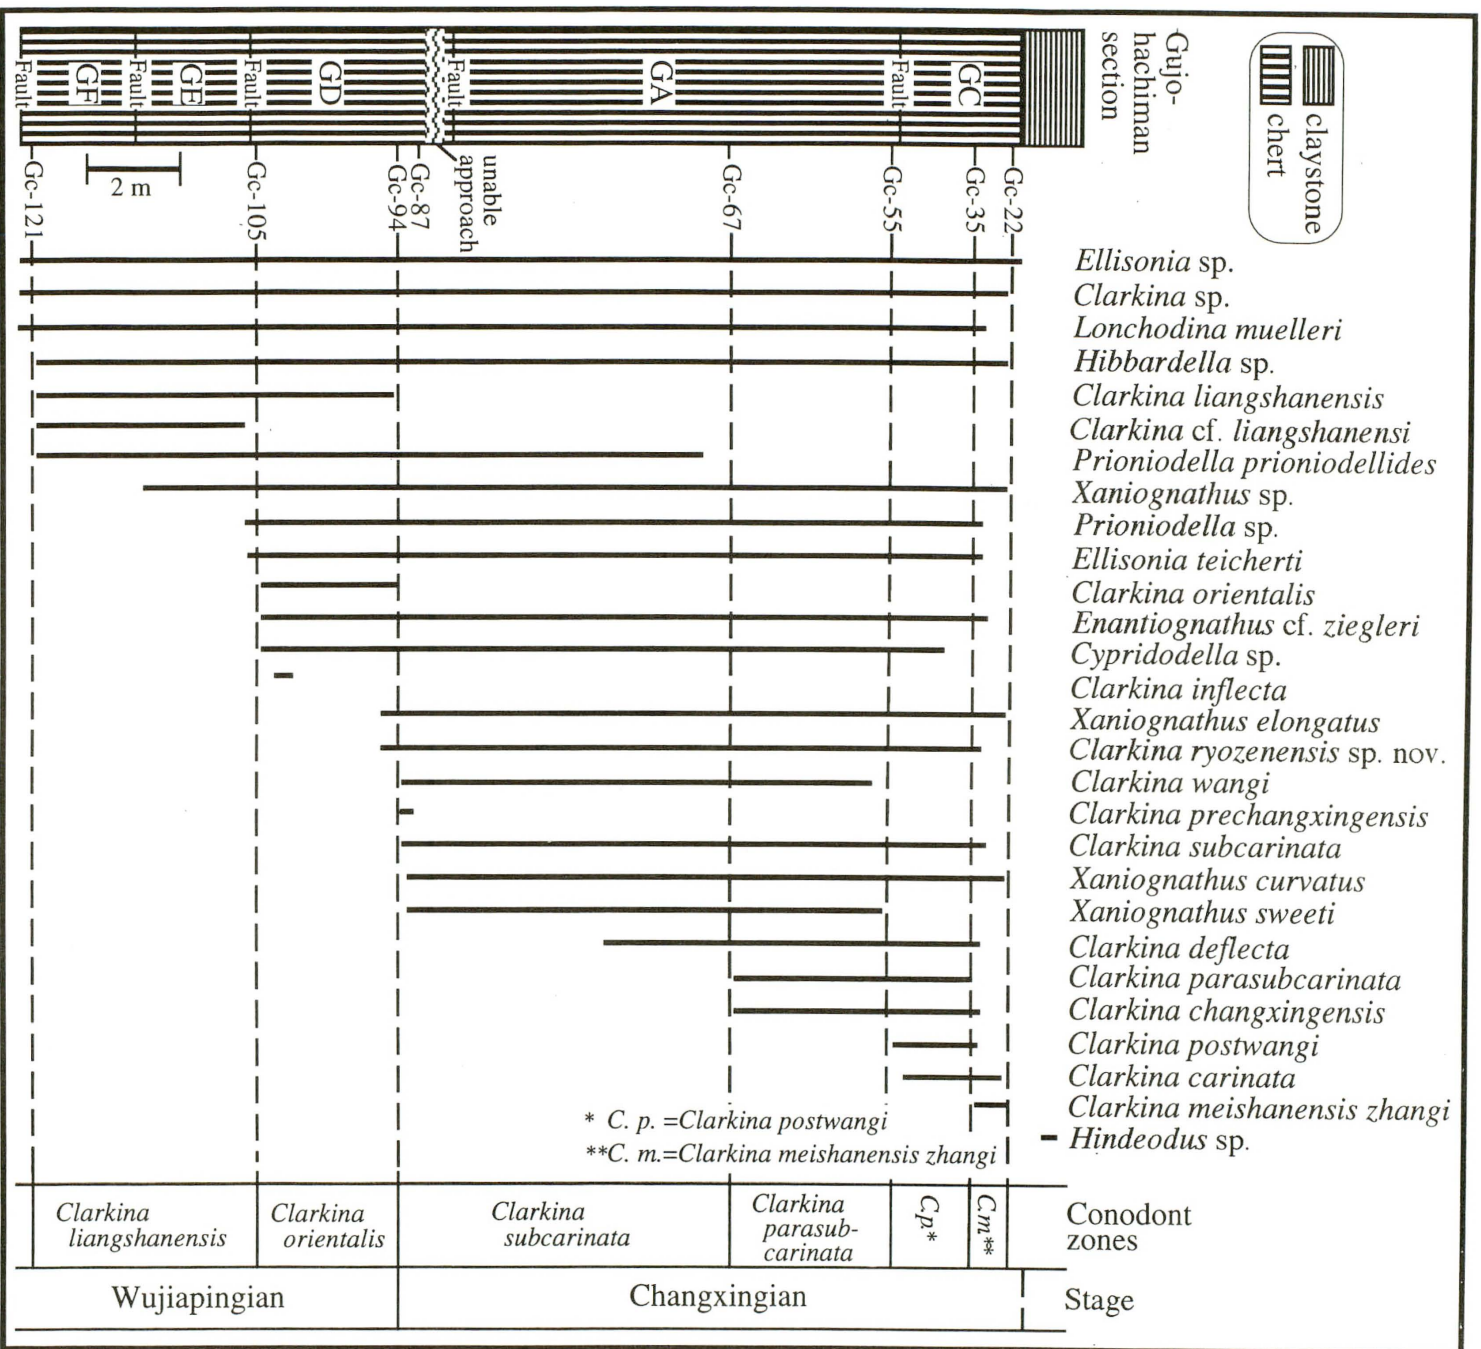 Fault
GF
Fault
GE
Fault
GD
Fault
GA
Fault
GC
Gujo-
hachiman
section
claystone
chert
2 m
unable
approach
Gc-121
Gc-105
Gc-94
Gc-87
Gc-67
Gc-55
Gc-35
Gc-22
Ellisonia sp.
Clarkina sp.
Lonchodina muelleri
Hibbardella sp.
Clarkina liangshanensis
Clarkina cf. liangshanensi
Prioniodella prioniodellides
Xaniognathus sp.
Prioniodella sp.
Ellisonia teicherti
Clarkina orientalis
Enantiognathus cf. ziegleri
Cypridodella sp.
Clarkina inflecta
Xaniognathus elongatus
Clarkina ryozenensis sp. nov.
Clarkina wangi
Clarkina prechangxingensis
Clarkina subcarinata
Xaniognathus curvatus
Xaniognathus sweeti
Clarkina deflecta
Clarkina parasubcarinata
Clarkina changxingensis
Clarkina postwangi
Clarkina carinata
Clarkina meishanensis zhangi
Hindeodus sp.
* C. p. =Clarkina postwangi
**C. m.=Clarkina meishanensis zhangi
Clarkina
liangshanensis
Clarkina
orientalis
Clarkina
subcarinata
Clarkina
parasub-
carinata
C.p.*
C.m.**
Conodont
zones
Wujiapingian
Changxingian
Stage